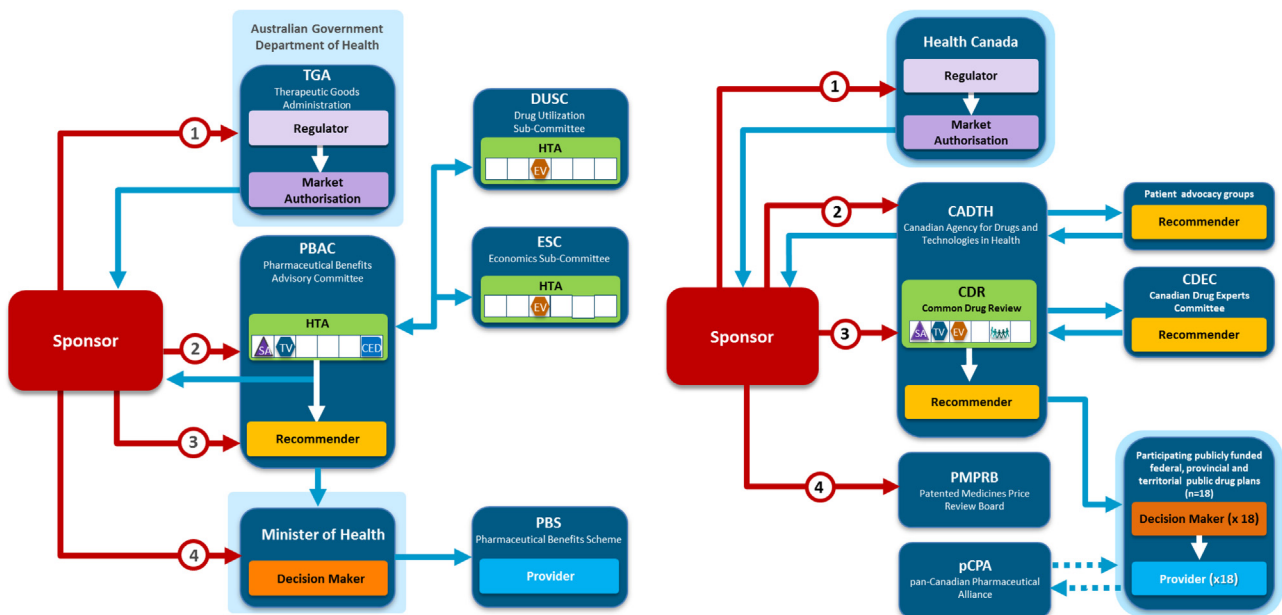 Australian Government
Department of Health
TGA
Therapeutic Goods
Administration
Regulator
Market
Authorisation
1
DUSC
Drug Utilization
Sub-Committee
HTA
EV
ESC
Economics Sub-Committee
HTA
EV
PBAC
Pharmaceutical Benefits
Advisory Committee
HTA
SA
TV
CED
Recommender
Sponsor
2
3
4
Minister of Health
Decision Maker
PBS
Pharmaceutical Benefits Scheme
Provider
Health Canada
Regulator
Market
Authorisation
1
2
CADTH
Canadian Agency for Drugs and
Technologies in Health
CDR
Common Drug Review
SA
TV
EV
Recommender
Patient advocacy groups
Recommender
CDEC
Canadian Drug Experts
Committee
Recommender
Sponsor
3
4
PMPRB
Patented Medicines Price
Review Board
pCPA
pan-Canadian Pharmaceutical
Alliance
Participating publicly funded
federal, provincial and
territorial public drug plans
(n=18)
Decision Maker (x 18)
Provider (x18)